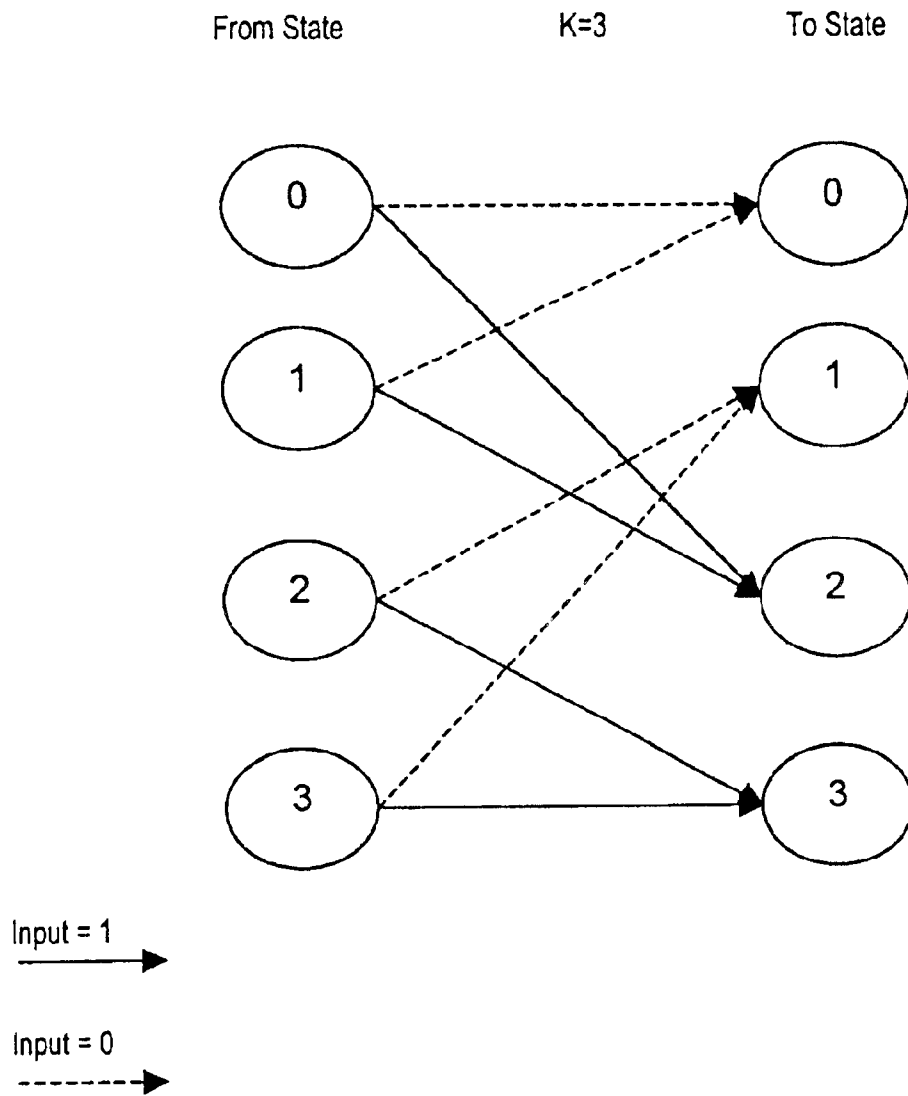 From State K=3 To State
0 0
1 1
2 2
3 3
Input = 1
Input = 0